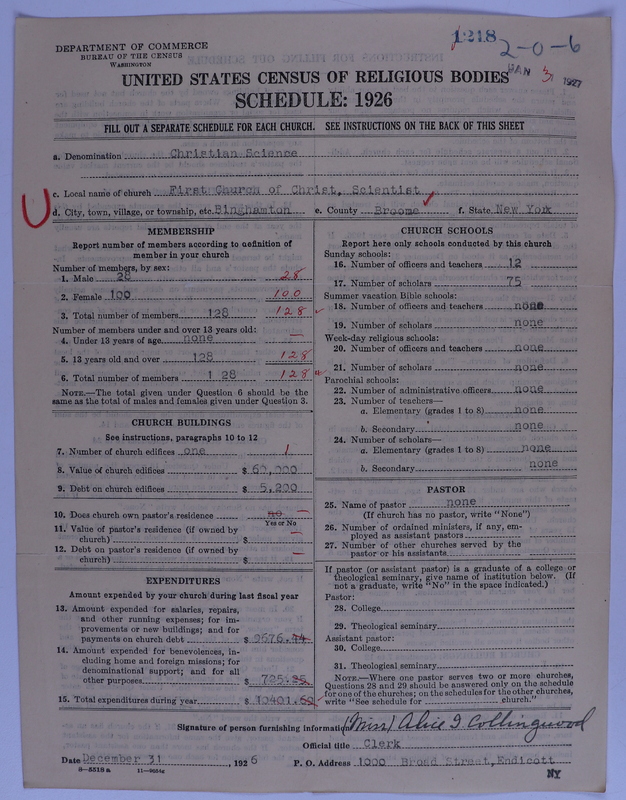 1218
2-0-6
DEPARTMENT OF COMMERCE
BUREAU OF THE CENSUS
WASHINGTON
JAN 31 1927
UNITED STATES CENSUS OF RELIGIOUS BODIES
SCHEDULE: 1926
FILL OUT A SEPARATE SCHEDULE FOR EACH CHURCH. SEE INSTRUCTIONS ON THE BACK OF THIS SHEET
a. Denomination Christian Science
c. Local name of church First Church of Christ, Scientist
d. City, town, village, or township, etc. Binghamton e. County Broome f. State New York
MEMBERSHIP
Report number of members according to definition of
member in your church
Number of members, by sex:
1. Male 28 28
2. Female 100 100
3. Total number of members 128 128
Number of members under and over 13 years old:
4. Under 13 years of age none —
5. 13 years old and over 128 128
6. Total number of members 128 128
NOTE.—The total given under Question 6 should be the
same as the total of males and females given under Question 3.
CHURCH BUILDINGS
See instructions, paragraphs 10 to 12
7. Number of church edifices one 1
8. Value of church edifices $ 60,000
9. Debt on church edifices $ 5,200
10. Does church own pastor's residence no —
Yes or No
11. Value of pastor's residence (if owned by
church) $ —
12. Debt on pastor's residence (if owned by
church) $ —
EXPENDITURES
Amount expended by your church during last fiscal year
13. Amount expended for salaries, repairs,
and other running expenses; for im-
provements or new buildings; and for
payments on church debt $ 9676.44
14. Amount expended for benevolences, in-
cluding home and foreign missions; for
denominational support; and for all
other purposes $ 725.25
15. Total expenditures during year $ 10401.69
CHURCH SCHOOLS
Report here only schools conducted by this church
Sunday schools:
16. Number of officers and teachers 12
17. Number of scholars 75
Summer vacation Bible schools:
18. Number of officers and teachers none
19. Number of scholars none
Week-day religious schools:
20. Number of officers and teachers none
21. Number of scholars none
Parochial schools:
22. Number of administrative officers none
23. Number of teachers—
a. Elementary (grades 1 to 8) none
b. Secondary none
24. Number of scholars—
a. Elementary (grades 1 to 8) none
b. Secondary none
PASTOR
25. Name of pastor none
(If church has no pastor, write "None")
26. Number of ordained ministers, if any, em-
ployed as assistant pastors
27. Number of other churches served by the
pastor or his assistants
If pastor (or assistant pastor) is a graduate of a college or
theological seminary, give name of institution below. (If
not a graduate, write "No" in the space indicated.)
Pastor:
28. College
29. Theological seminary
Assistant pastor:
30. College
31. Theological seminary
NOTE.—Where one pastor serves two or more churches,
Questions 28 and 29 should be answered only on the schedule
for one of the churches; on the schedules for the other churches,
write "See schedule for church."
Signature of person furnishing information (Miss) Alice I Collingwood
Official title Clerk
Date December 31, 1926 P. O. Address 1000 Broad Street, Endicott
NY
8—5518 a 11—9554